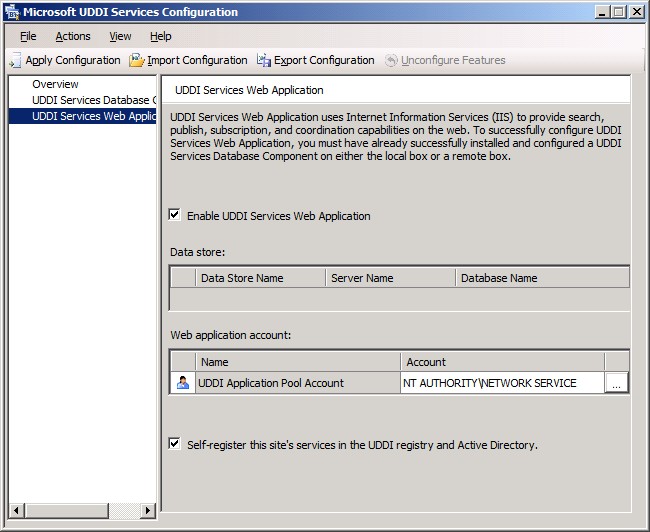 Microsoft UDDI Services Configuration
File Actions View Help
Apply Configuration Import Configuration Export Configuration Unconfigure Features
Overview
UDDI Services Database C
UDDI Services Web Applic
UDDI Services Web Application
UDDI Services Web Application uses Internet Information Services (IIS) to provide search,
publish, subscription, and coordination capabilities on the web. To successfully configure UDDI
Services Web Application, you must have already successfully installed and configured a UDDI
Services Database Component on either the local box or a remote box.
Enable UDDI Services Web Application
Data store:
Data Store Name Server Name Database Name
Web application account:
Name Account
UDDI Application Pool Account NT AUTHORITY\NETWORK SERVICE ...
Self-register this site's services in the UDDI registry and Active Directory.